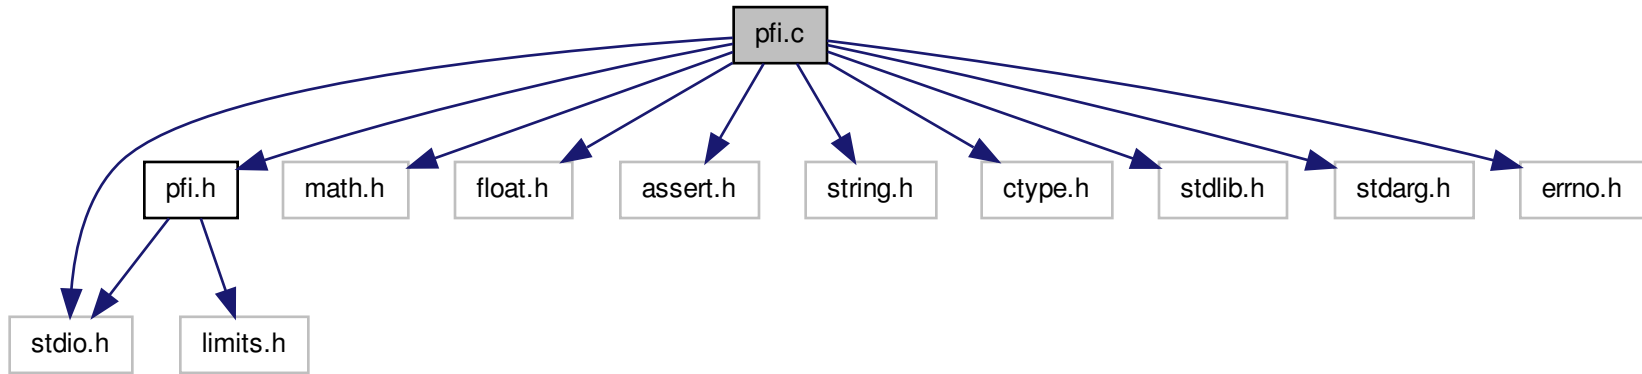 pfi.c
pfi.h
math.h
float.h
assert.h
string.h
ctype.h
stdlib.h
stdarg.h
errno.h
stdio.h
limits.h